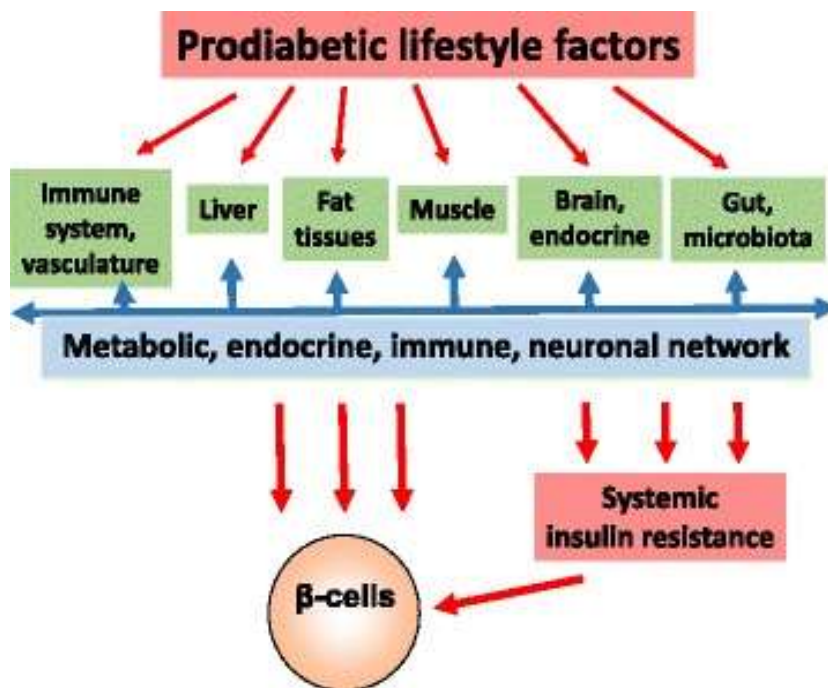 Prodiabetic lifestyle factors
Immune
system,
vasculature
Liver
Fat
tissues
Muscle
Brain,
endocrine
Gut,
microbiota
Metabolic, endocrine, immune, neuronal network
Systemic
insulin resistance
β-cells